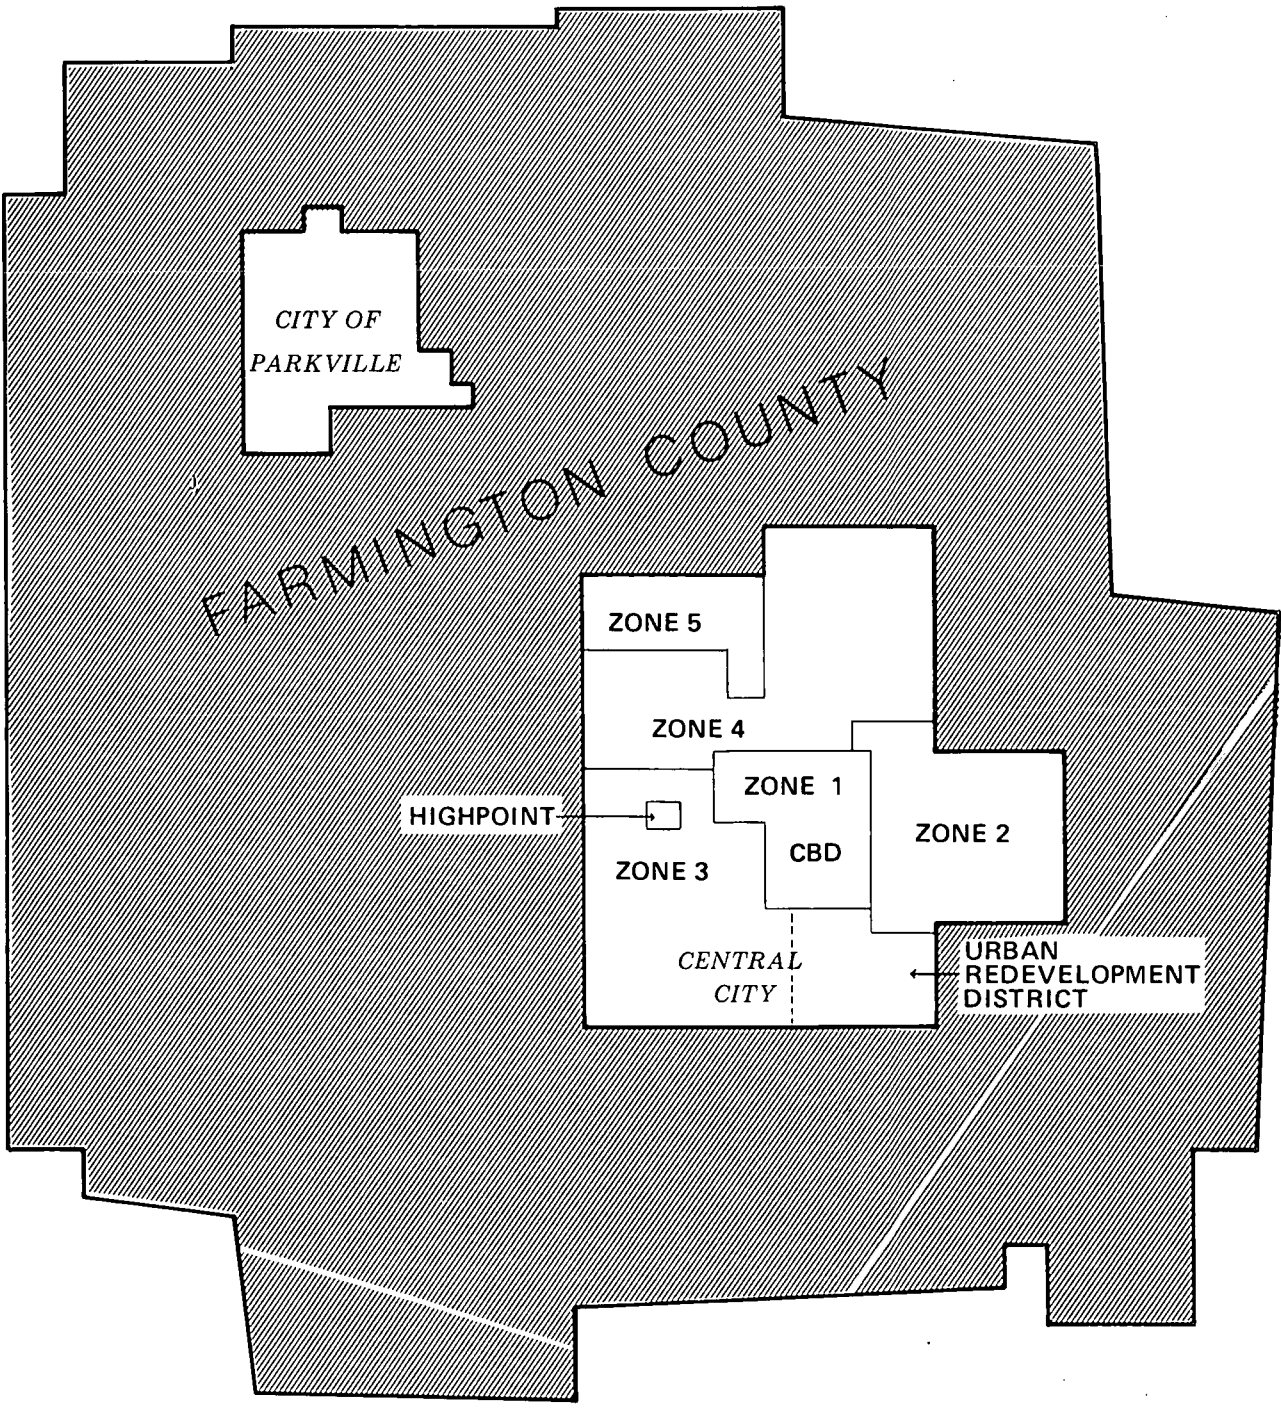 CITY OF
PARKVILLE
FARMINGTON COUNTY
ZONE 5
ZONE 4
ZONE 1
HIGHPOINT
ZONE 2
CBD
ZONE 3
CENTRAL
CITY
URBAN
REDEVELOPMENT
DISTRICT